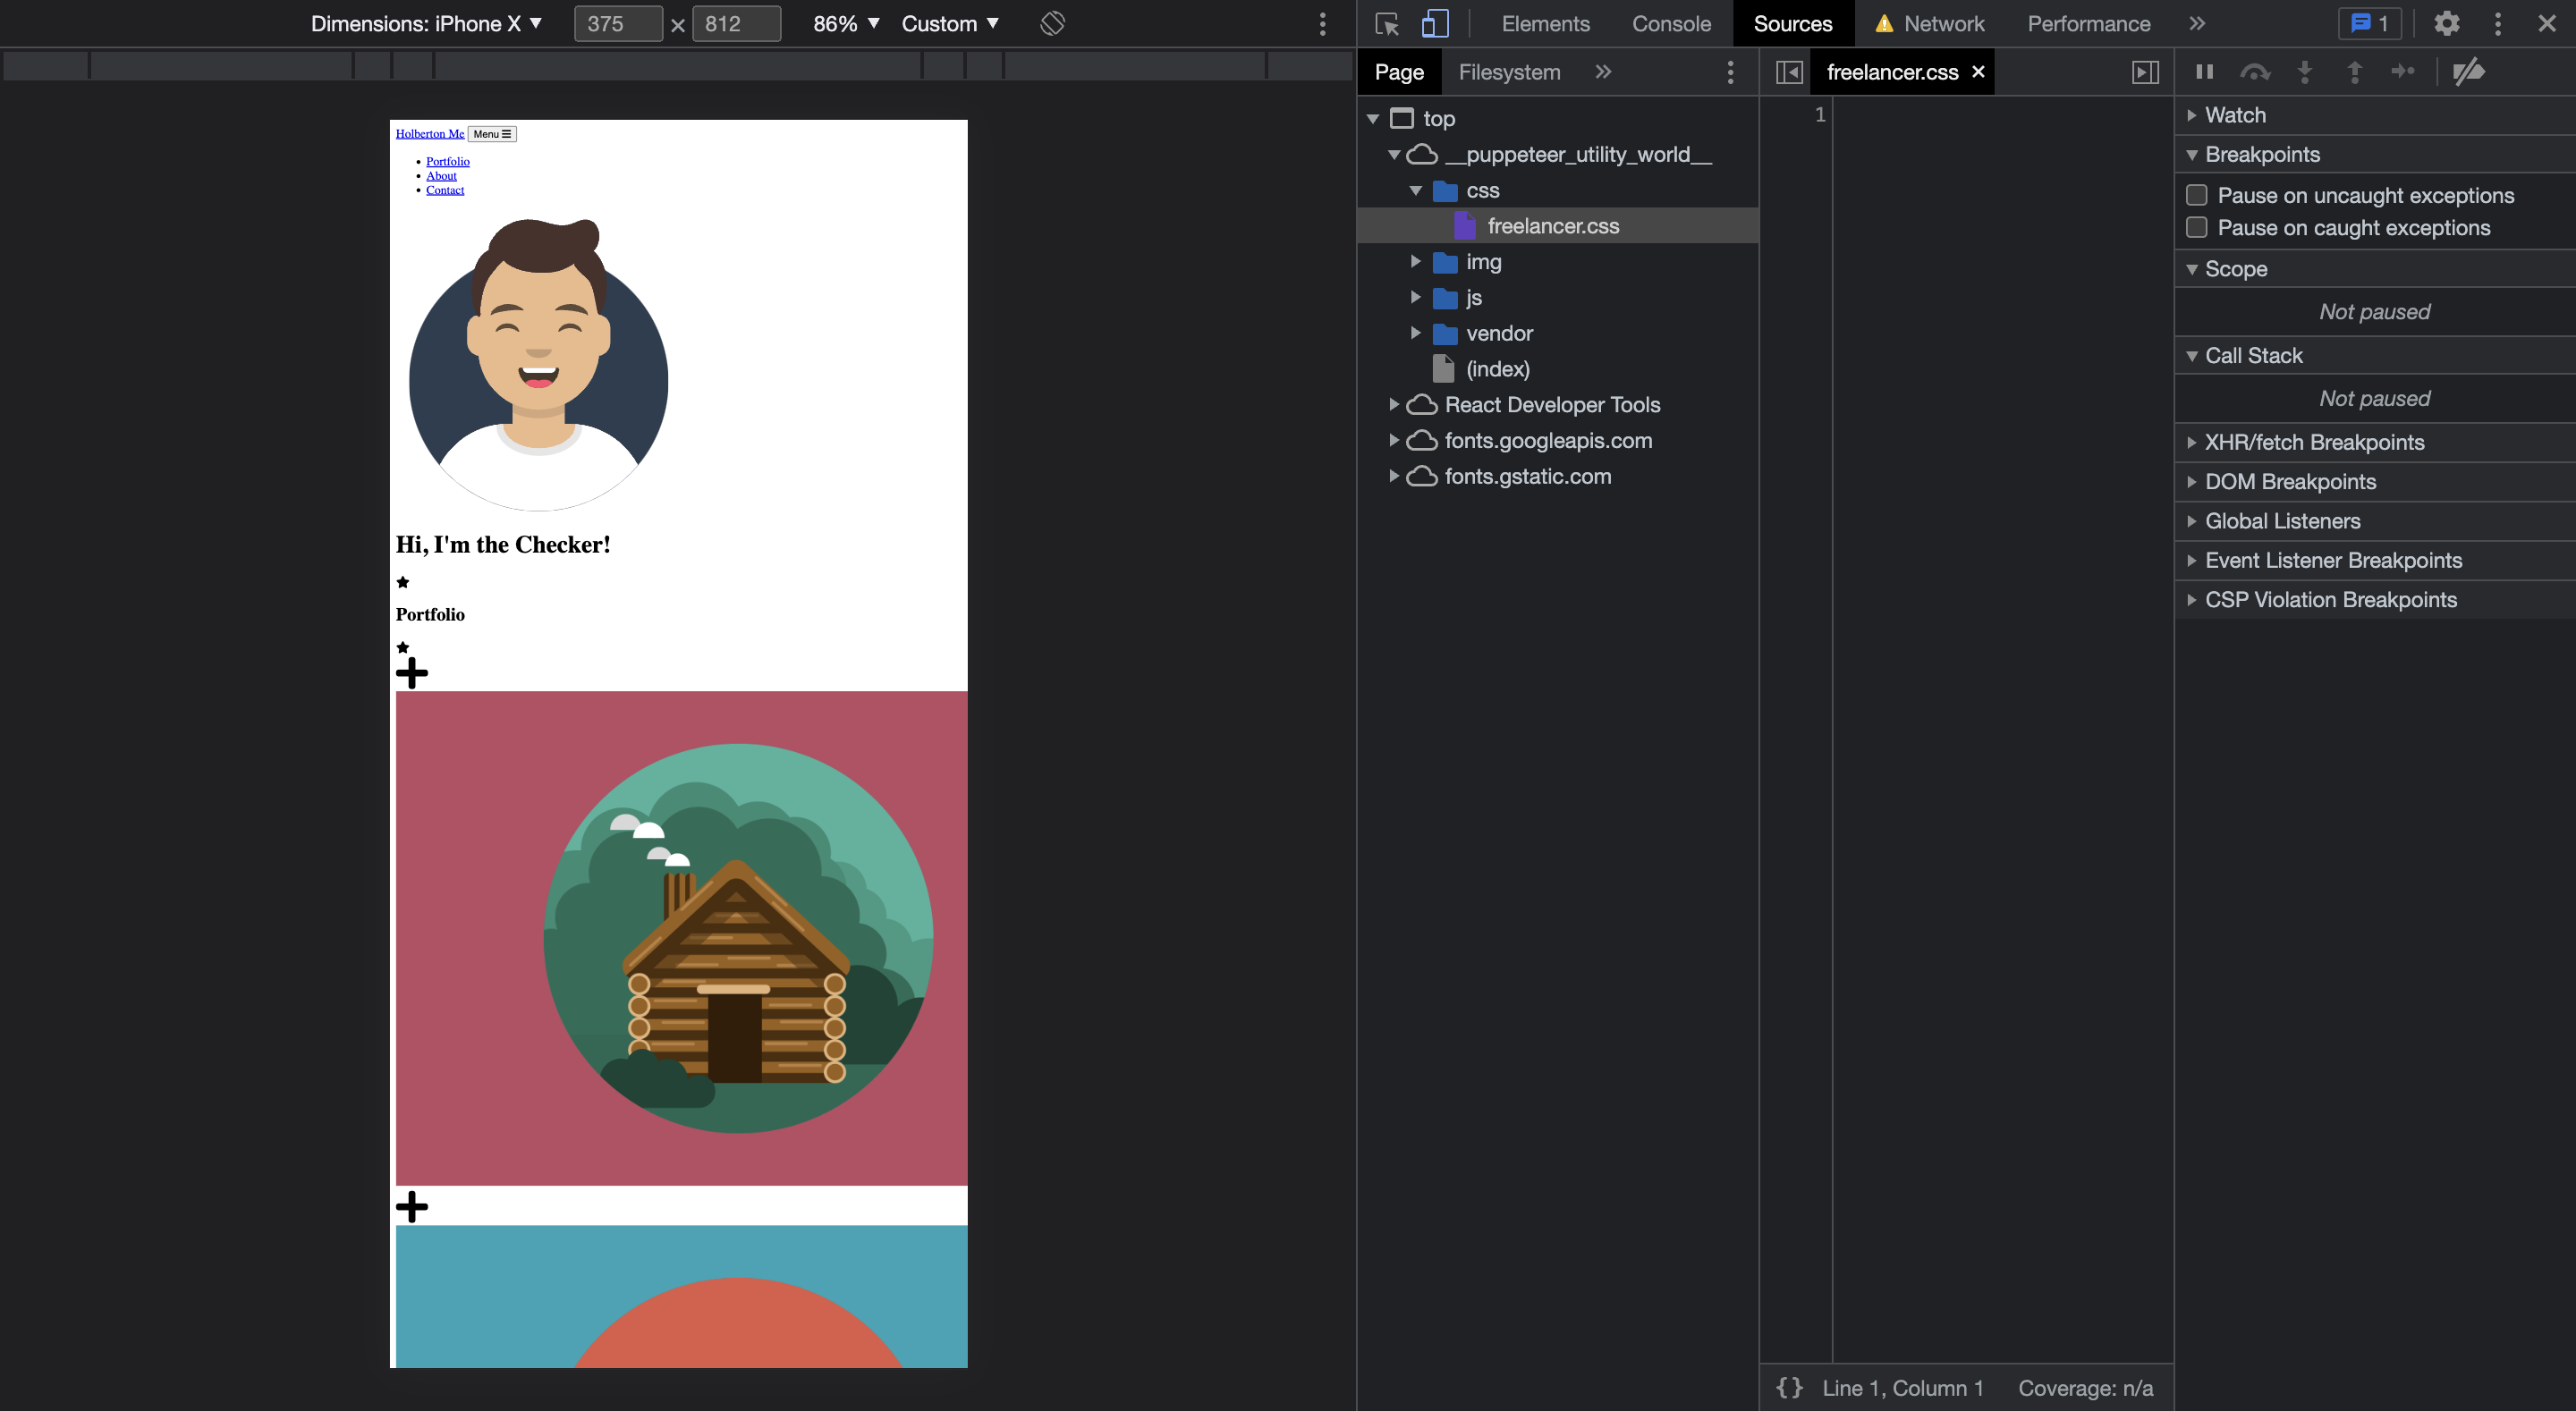 Dimensions: iPhone X ▼ 375 × 812 86% ▼ Custom ▼
Holberton Me Menu
Portfolio
About
Contact
Hi, I'm the Checker!
Portfolio
Elements Console Sources Network Performance » 1
Page Filesystem »
top
__puppeteer_utility_world__
css
freelancer.css
img
js
vendor
(index)
React Developer Tools
fonts.googleapis.com
fonts.gstatic.com
freelancer.css ×
1
{} Line 1, Column 1 Coverage: n/a
Watch
Breakpoints
Pause on uncaught exceptions
Pause on caught exceptions
Scope
Not paused
Call Stack
Not paused
XHR/fetch Breakpoints
DOM Breakpoints
Global Listeners
Event Listener Breakpoints
CSP Violation Breakpoints